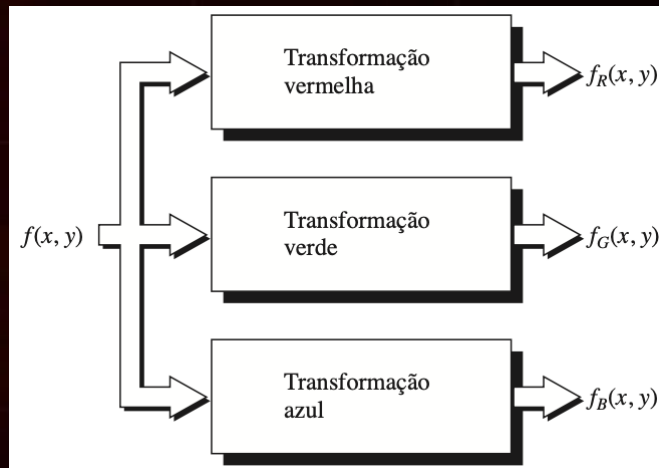 Transformação
vermelha
f_R(x, y)
f(x, y)
Transformação
verde
f_G(x, y)
Transformação
azul
f_B(x, y)